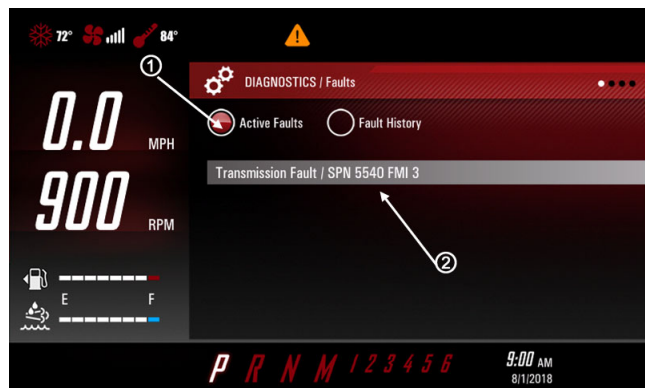 72° 84°
①
DIAGNOSTICS / Faults
Active Faults Fault History
0.0 MPH
Transmission Fault / SPN 5540 FMI 3
900 RPM
②
E F
P R N M 1 2 3 4 5 6
9:00 AM
8/1/2018